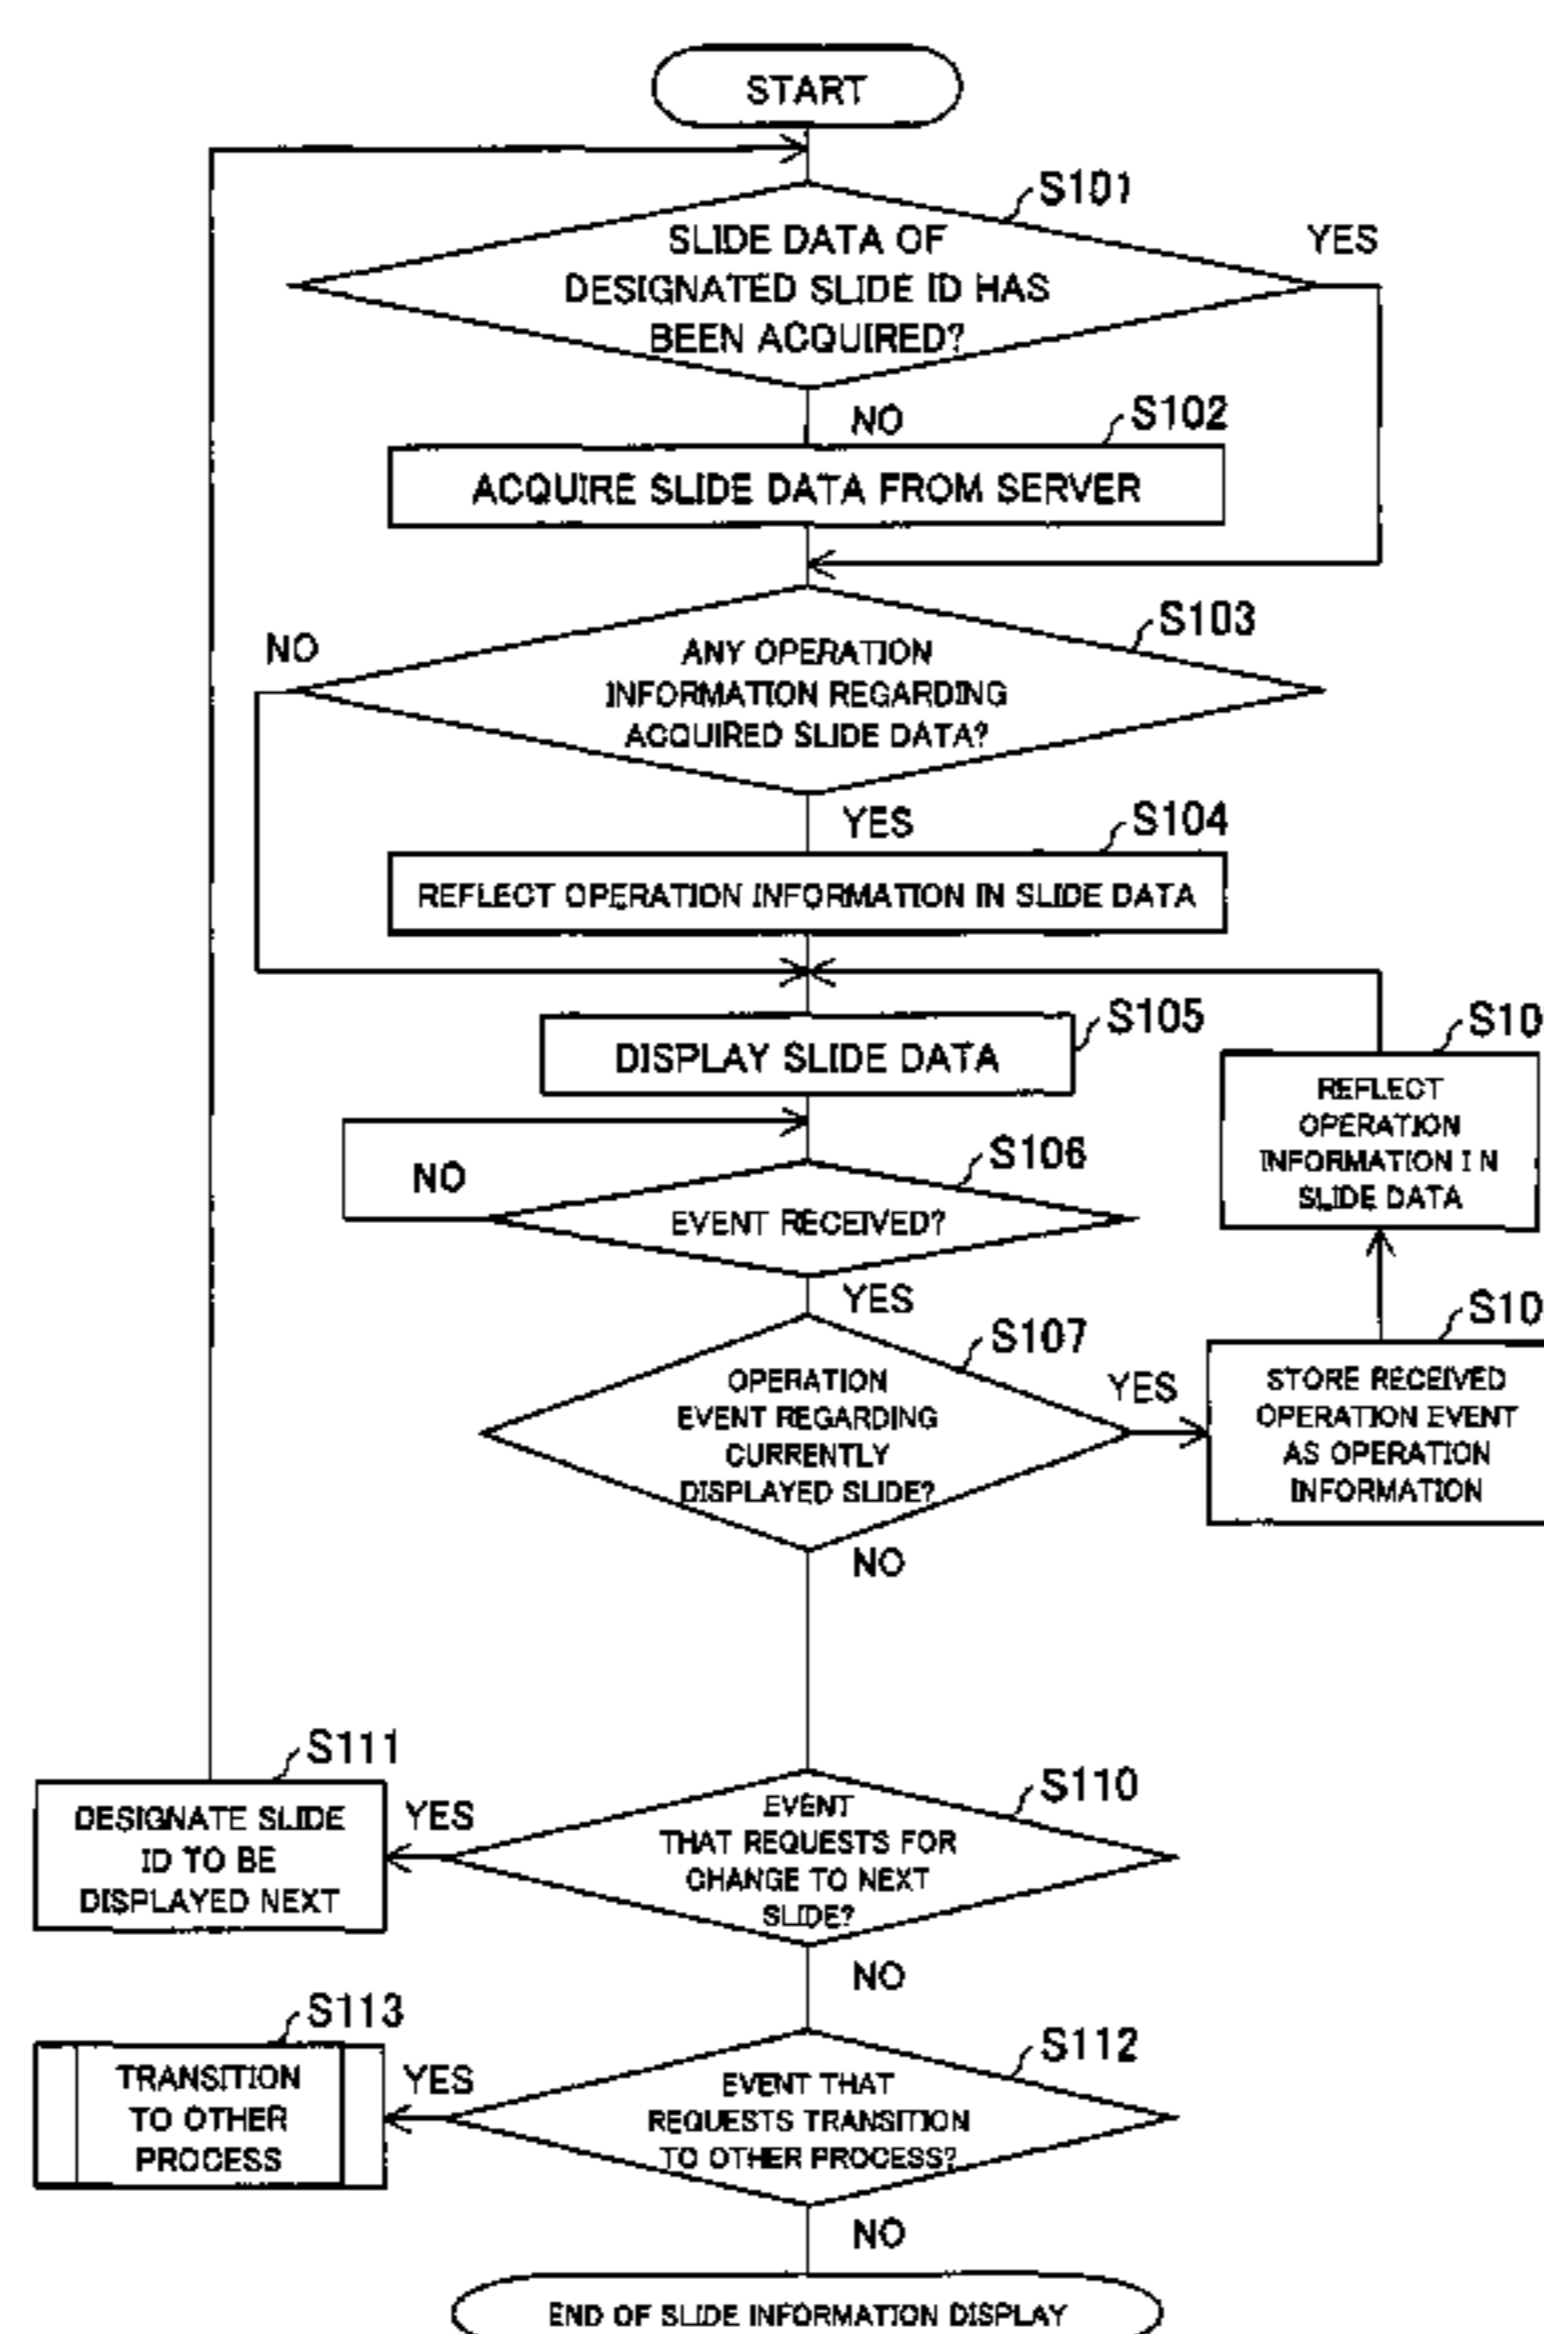 START
S101
SLIDE DATA OF
DESIGNATED SLIDE ID HAS
BEEN ACQUIRED?
YES
NO
S102
ACQUIRE SLIDE DATA FROM SERVER
S103
NO
ANY OPERATION
INFORMATION REGARDING
ACQUIRED SLIDE DATA?
YES
S104
REFLECT OPERATION INFORMATION IN SLIDE DATA
S105
DISPLAY SLIDE DATA
S10
REFLECT
OPERATION
INFORMATION IN
SLIDE DATA
S106
NO
EVENT RECEIVED?
YES
S107
OPERATION
EVENT REGARDING
CURRENTLY
DISPLAYED SLIDE?
YES
S10
STORE RECEIVED
OPERATION EVENT
AS OPERATION
INFORMATION
NO
S111
DESIGNATE SLIDE
ID TO BE
DISPLAYED NEXT
YES
S110
EVENT
THAT REQUESTS FOR
CHANGE TO NEXT
SLIDE?
NO
S113
TRANSITION
TO OTHER
PROCESS
YES
S112
EVENT THAT
REQUESTS TRANSITION
TO OTHER PROCESS?
NO
END OF SLIDE INFORMATION DISPLAY